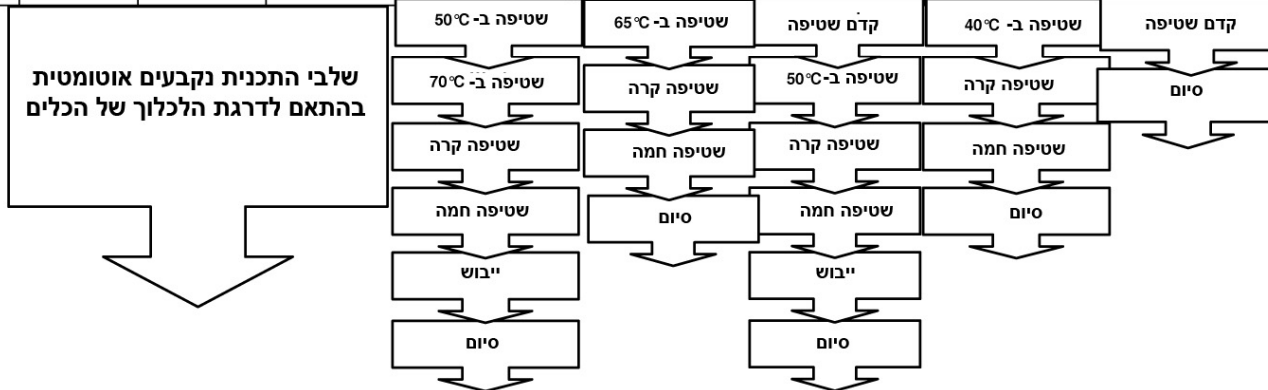 קדם שטיפה
סיום
שטיפה ב- 40°C
שטיפה קרה
שטיפה חמה
סיום
קדם שטיפה
שטיפה ב-50°C
שטיפה קרה
שטיפה חמה
ייבוש
סיום
שטיפה ב- 65°C
שטיפה קרה
שטיפה חמה
סיום
שטיפה ב- 50°C
שטיפה ב- 70°C
שטיפה קרה
שטיפה חמה
ייבוש
סיום
שלבי התכנית נקבעים אוטומטית
בהתאם לדרגת הלכלוך של הכלים